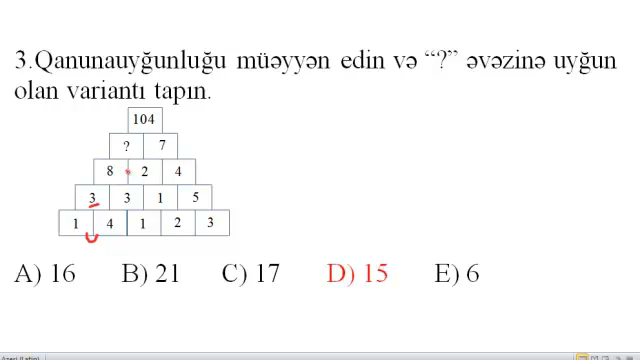 3.Qanunauyğunluğu müəyyən edin və “?” əvəzinə uyğun
olan variantı tapın.
104
? 7
8 2 4
3 3 1 5
1 4 1 2 3
A) 16 B) 21 C) 17 D) 15 E) 6